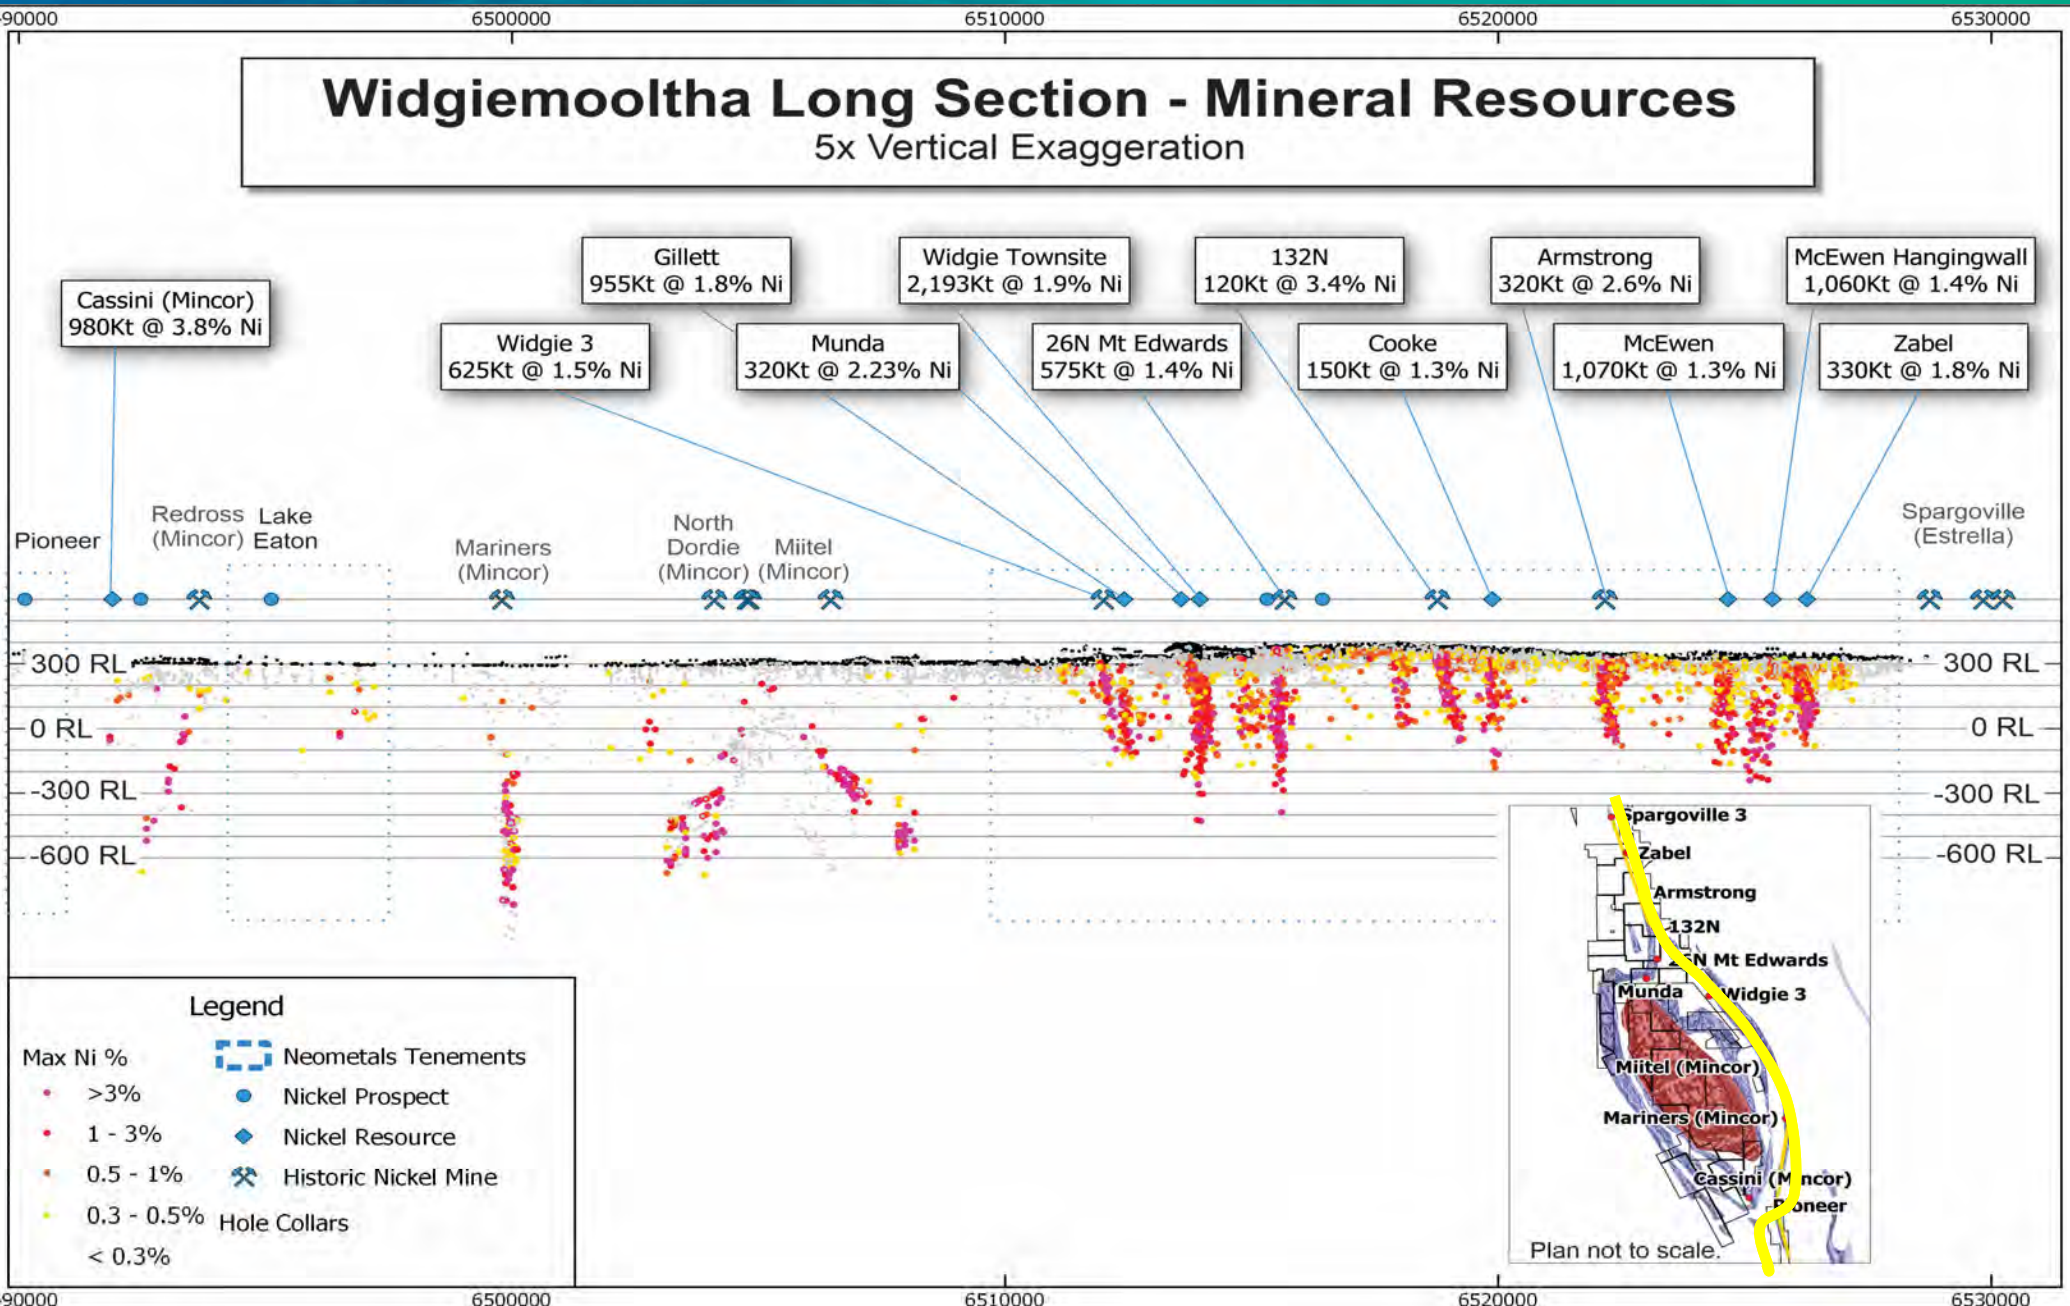 90000 6500000 6510000 6520000 6530000
Widgiemooltha Long Section - Mineral Resources
5x Vertical Exaggeration
Cassini (Mincor)
980Kt @ 3.8% Ni
Gillett
955Kt @ 1.8% Ni
Widgie Townsite
2,193Kt @ 1.9% Ni
132N
120Kt @ 3.4% Ni
Armstrong
320Kt @ 2.6% Ni
McEwen Hangingwall
1,060Kt @ 1.4% Ni
Widgie 3
625Kt @ 1.5% Ni
Munda
320Kt @ 2.23% Ni
26N Mt Edwards
575Kt @ 1.4% Ni
Cooke
150Kt @ 1.3% Ni
McEwen
1,070Kt @ 1.3% Ni
Zabel
330Kt @ 1.8% Ni
Pioneer
Redross
(Mincor)
Lake
Eaton
Mariners
(Mincor)
North
Dordie
(Mincor)
Miitel
(Mincor)
Spargoville
(Estrella)
300 RL 300 RL
0 RL 0 RL
-300 RL -300 RL
-600 RL -600 RL
Spargoville 3
Zabel
Armstrong
132N
26N Mt Edwards
Munda
Widgie 3
Miitel (Mincor)
Mariners (Mincor)
Cassini (Mincor)
Pioneer
Plan not to scale.
Legend
Max Ni %
>3%
1 - 3%
0.5 - 1%
0.3 - 0.5%
< 0.3%
Neometals Tenements
Nickel Prospect
Nickel Resource
Historic Nickel Mine
Hole Collars
90000 6500000 6510000 6520000 6530000